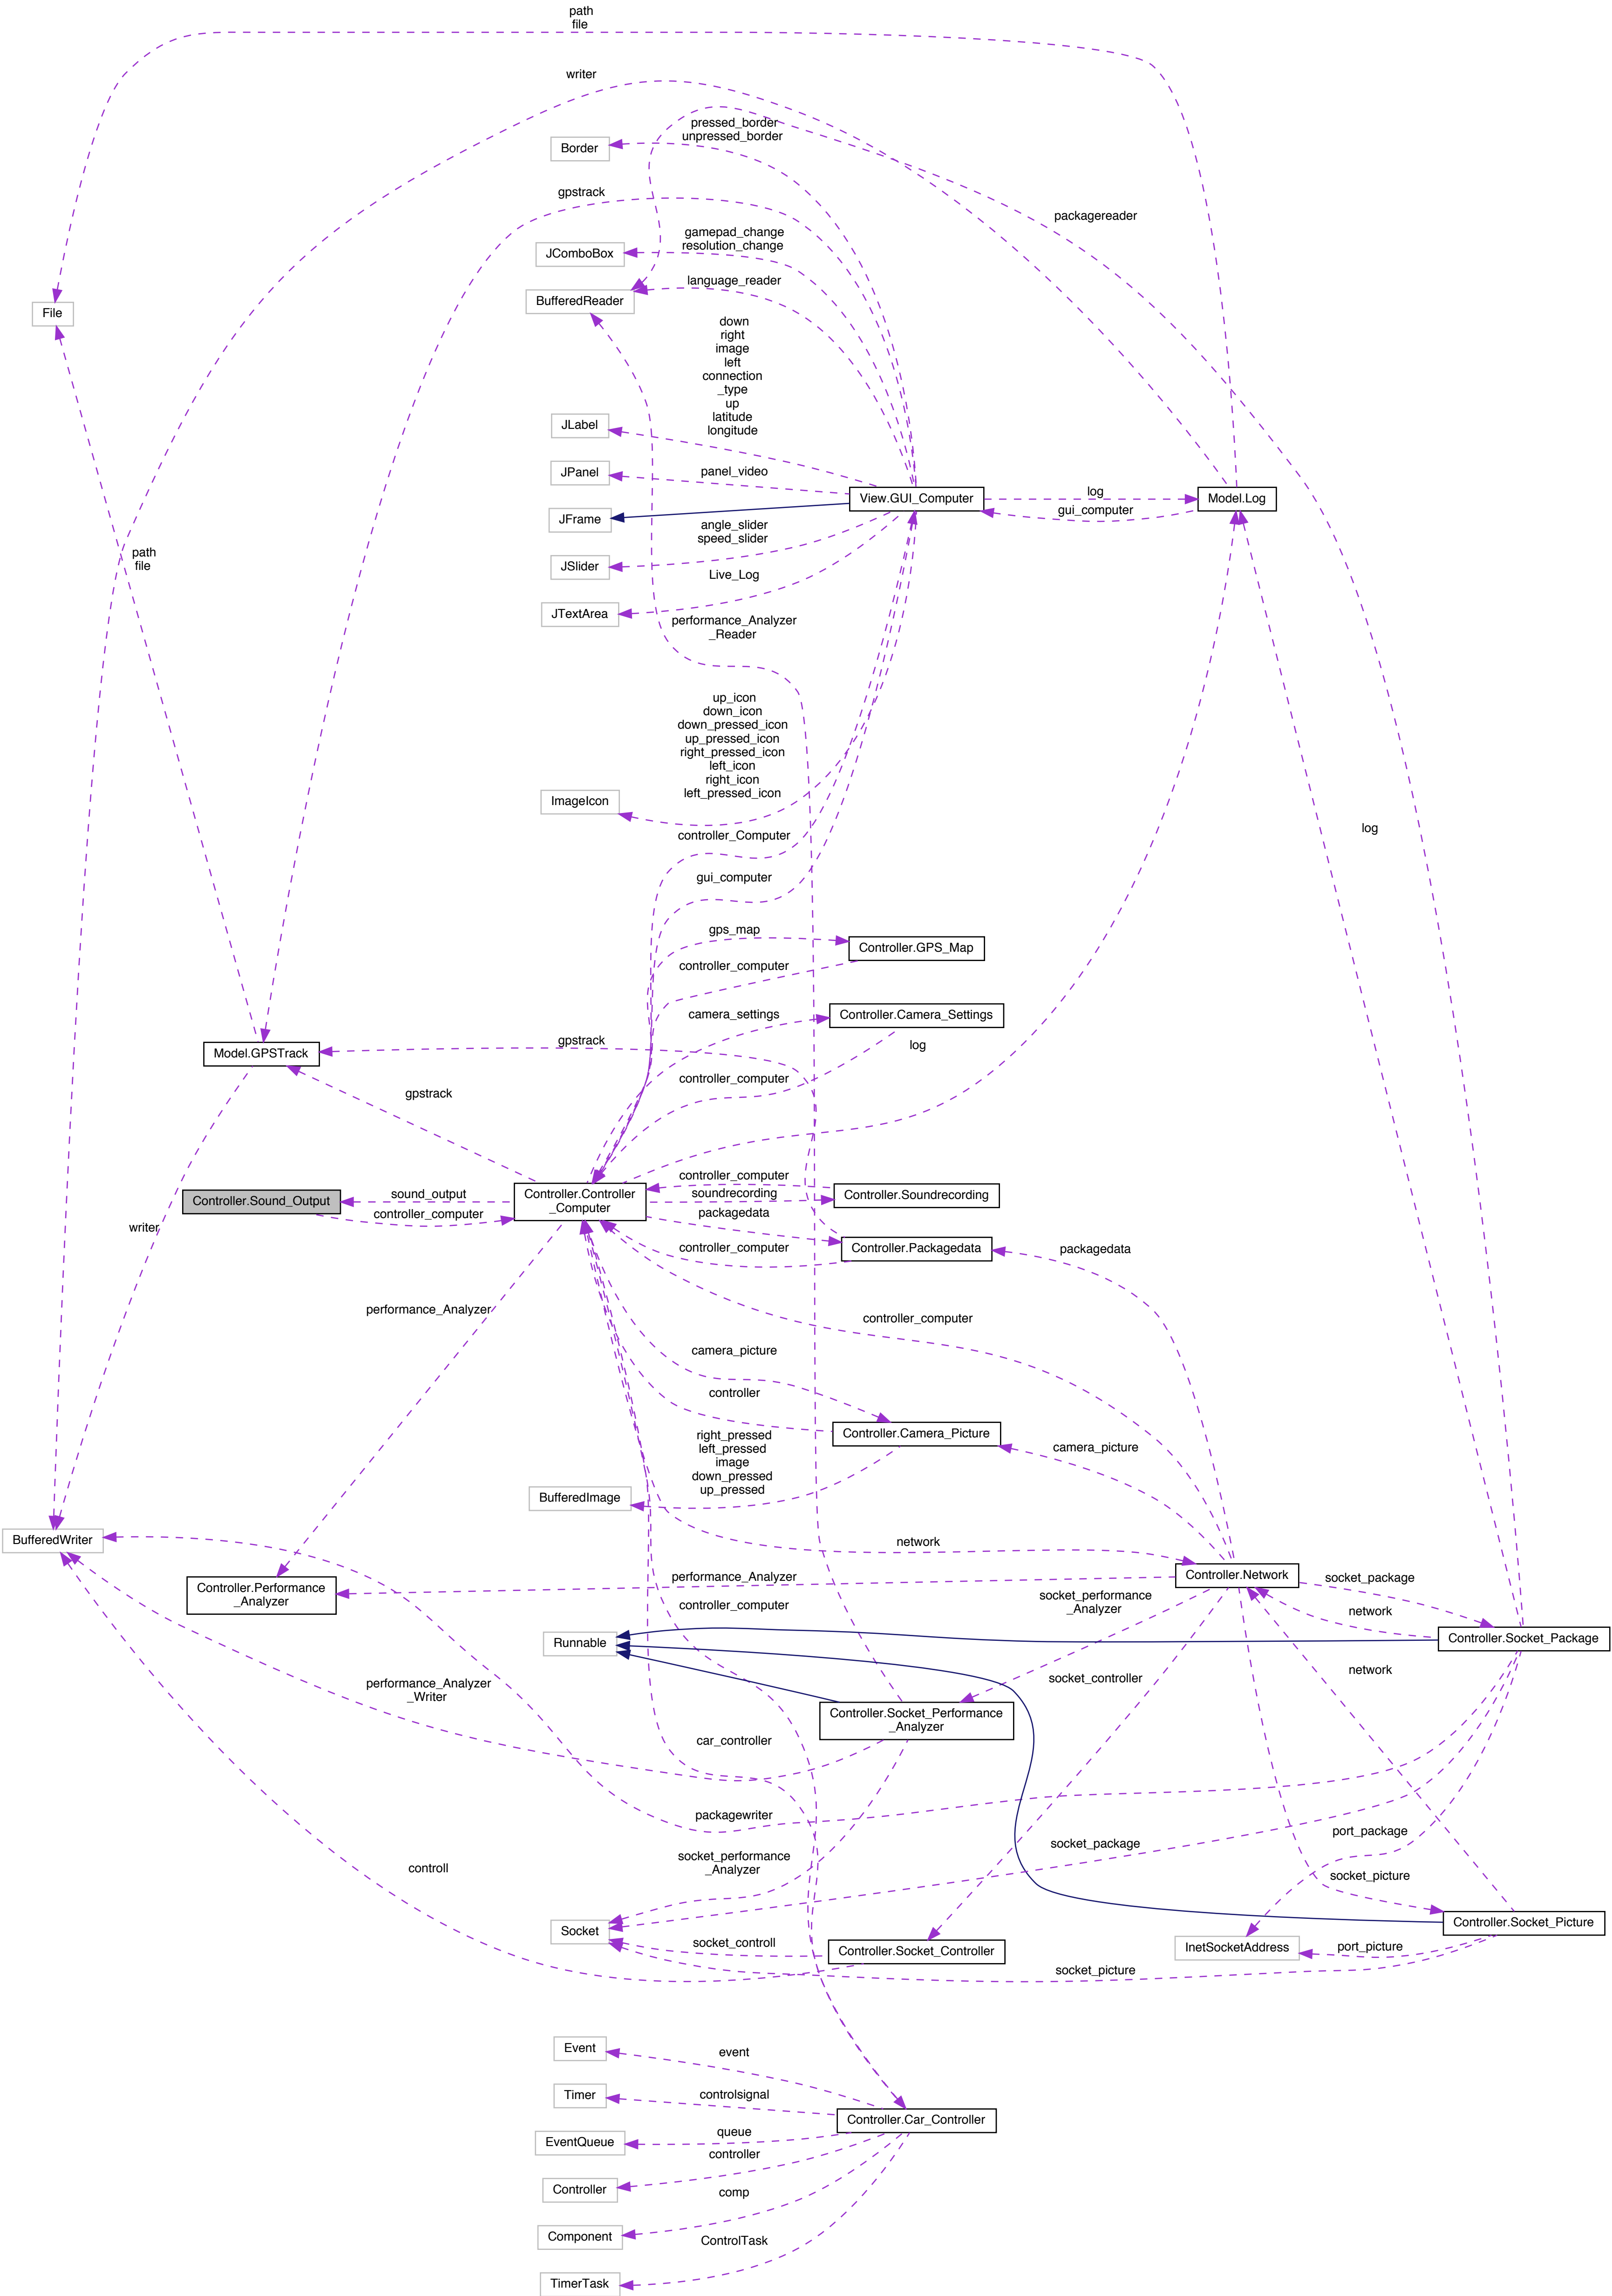 path
file
writer
pressed_border
unpressed_border
Border
gpstrack
packagereader
gamepad_change
resolution_change
JComboBox
language_reader
BufferedReader
File
down
right
image
left
connection
_type
up
latitude
longitude
JLabel
panel_video
JPanel
View.GUI_Computer
log
Model.Log
gui_computer
JFrame
angle_slider
speed_slider
path
file
JSlider
Live_Log
JTextArea
performance_Analyzer
_Reader
up_icon
down_icon
down_pressed_icon
up_pressed_icon
right_pressed_icon
left_icon
right_icon
left_pressed_icon
ImageIcon
log
controller_Computer
gui_computer
gps_map
Controller.GPS_Map
controller_computer
camera_settings
Controller.Camera_Settings
gpstrack
log
Model.GPSTrack
controller_computer
gpstrack
controller_computer
Controller.Sound_Output
sound_output
Controller.Controller
_Computer
soundrecording
Controller.Soundrecording
controller_computer
packagedata
writer
controller_computer
Controller.Packagedata
packagedata
performance_Analyzer
controller_computer
camera_picture
controller
Controller.Camera_Picture
camera_picture
right_pressed
left_pressed
image
down_pressed
up_pressed
BufferedImage
BufferedWriter
network
Controller.Network
Controller.Performance
_Analyzer
performance_Analyzer
socket_package
socket_performance
_Analyzer
controller_computer
network
Runnable
Controller.Socket_Package
network
socket_controller
performance_Analyzer
_Writer
Controller.Socket_Performance
_Analyzer
car_controller
packagewriter
port_package
socket_package
controll
socket_performance
_Analyzer
socket_picture
Socket
Controller.Socket_Picture
socket_controll
Controller.Socket_Controller
InetSocketAddress
port_picture
socket_picture
Event
event
Timer
controlsignal
Controller.Car_Controller
queue
EventQueue
controller
Controller
comp
Component
ControlTask
TimerTask